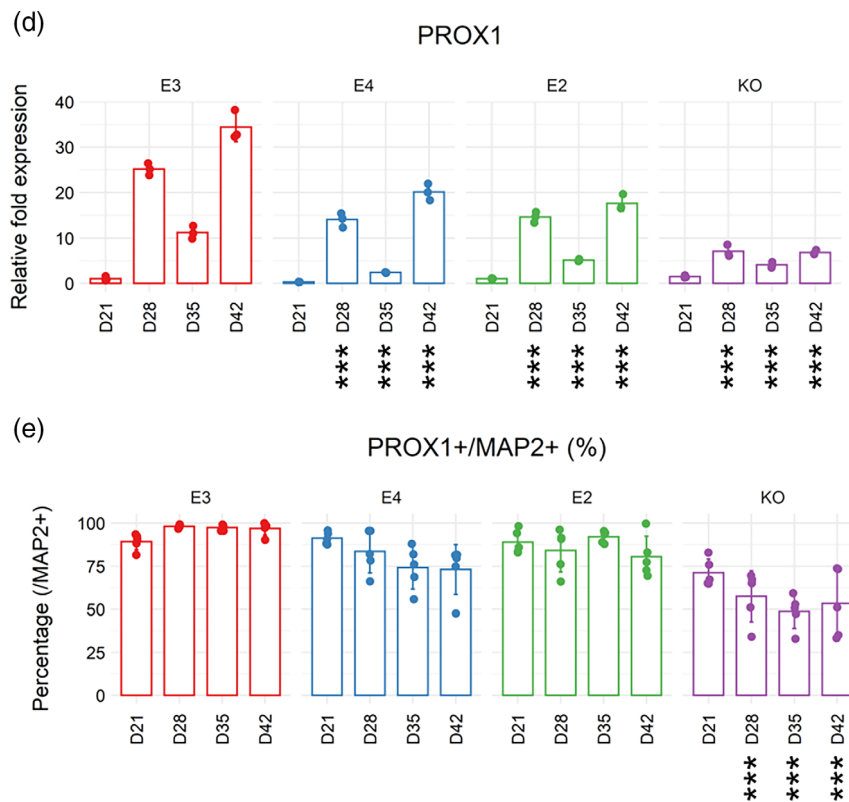 (d)
PROX1
E3 E4 E2 KO
Relative fold expression
40
30
20
10
0
D21 D28 D35 D42 D21 D28 D35 D42 D21 D28 D35 D42 D21 D28 D35 D42
*** *** *** *** *** *** *** *** ***
(e)
PROX1+/MAP2+ (%)
E3 E4 E2 KO
Percentage (/MAP2+)
100
75
50
25
0
D21 D28 D35 D42 D21 D28 D35 D42 D21 D28 D35 D42 D21 D28 D35 D42
*** *** ***